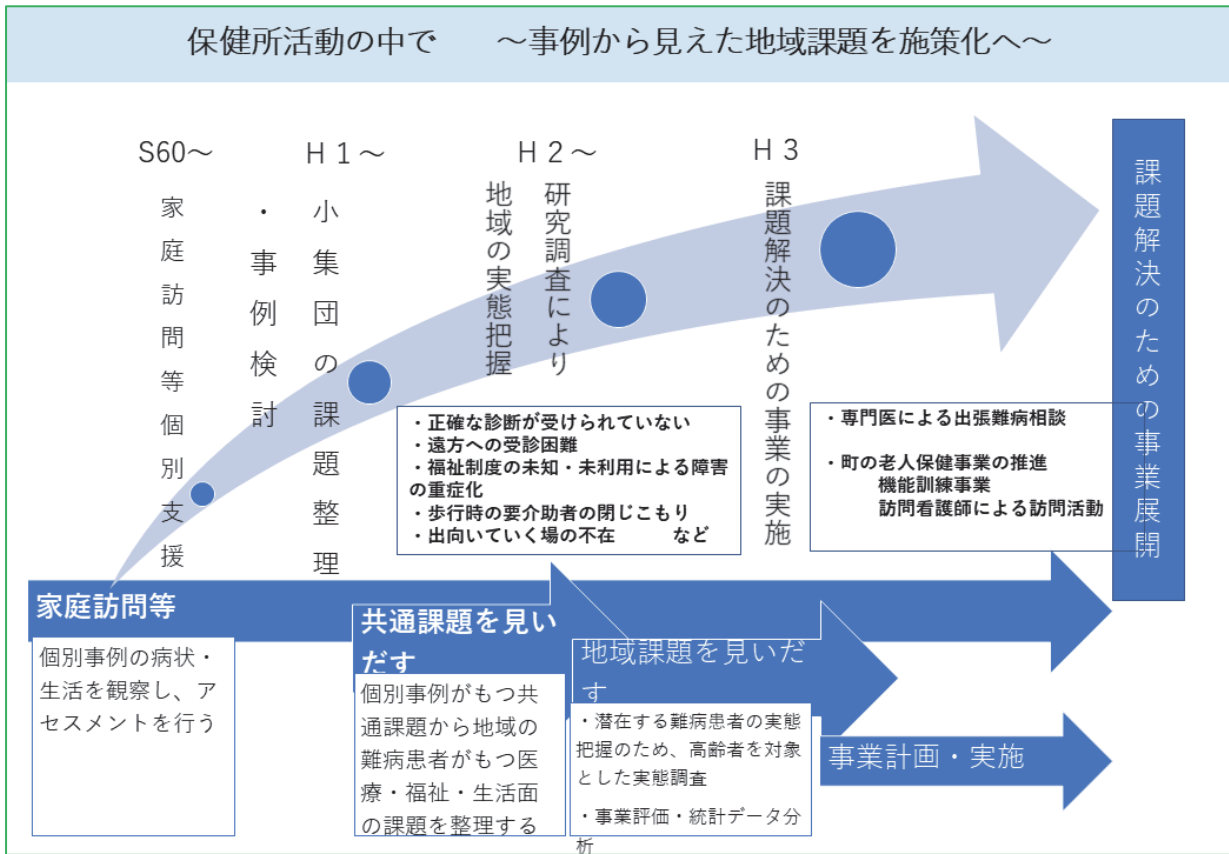 保健所活動の中で　　～事例から見えた地域課題を施策化へ～
S60～
家庭訪問等個別支援
H１～
小集団の課題整理
・事例検討
H２～
研究調査により
地域の実態把握
H３
課題解決のための事業の実施
課題解決のための事業展開
・正確な診断が受けられていない
・遠方への受診困難
・福祉制度の未知・未利用による障害
の重症化
・歩行時の要介助者の閉じこもり
・出向いていく場の不在　　　など
・専門医による出張難病相談
・町の老人保健事業の推進
機能訓練事業
訪問看護師による訪問活動
家庭訪問等
個別事例の病状・
生活を観察し、ア
セスメントを行う
共通課題を見い
だす
個別事例がもつ共
通課題から地域の
難病患者がもつ医
療・福祉・生活面
の課題を整理する
地域課題を見いだ
す
・潜在する難病患者の実態
把握のため、高齢者を対象
とした実態調査
・事業評価・統計データ分
析
事業計画・実施